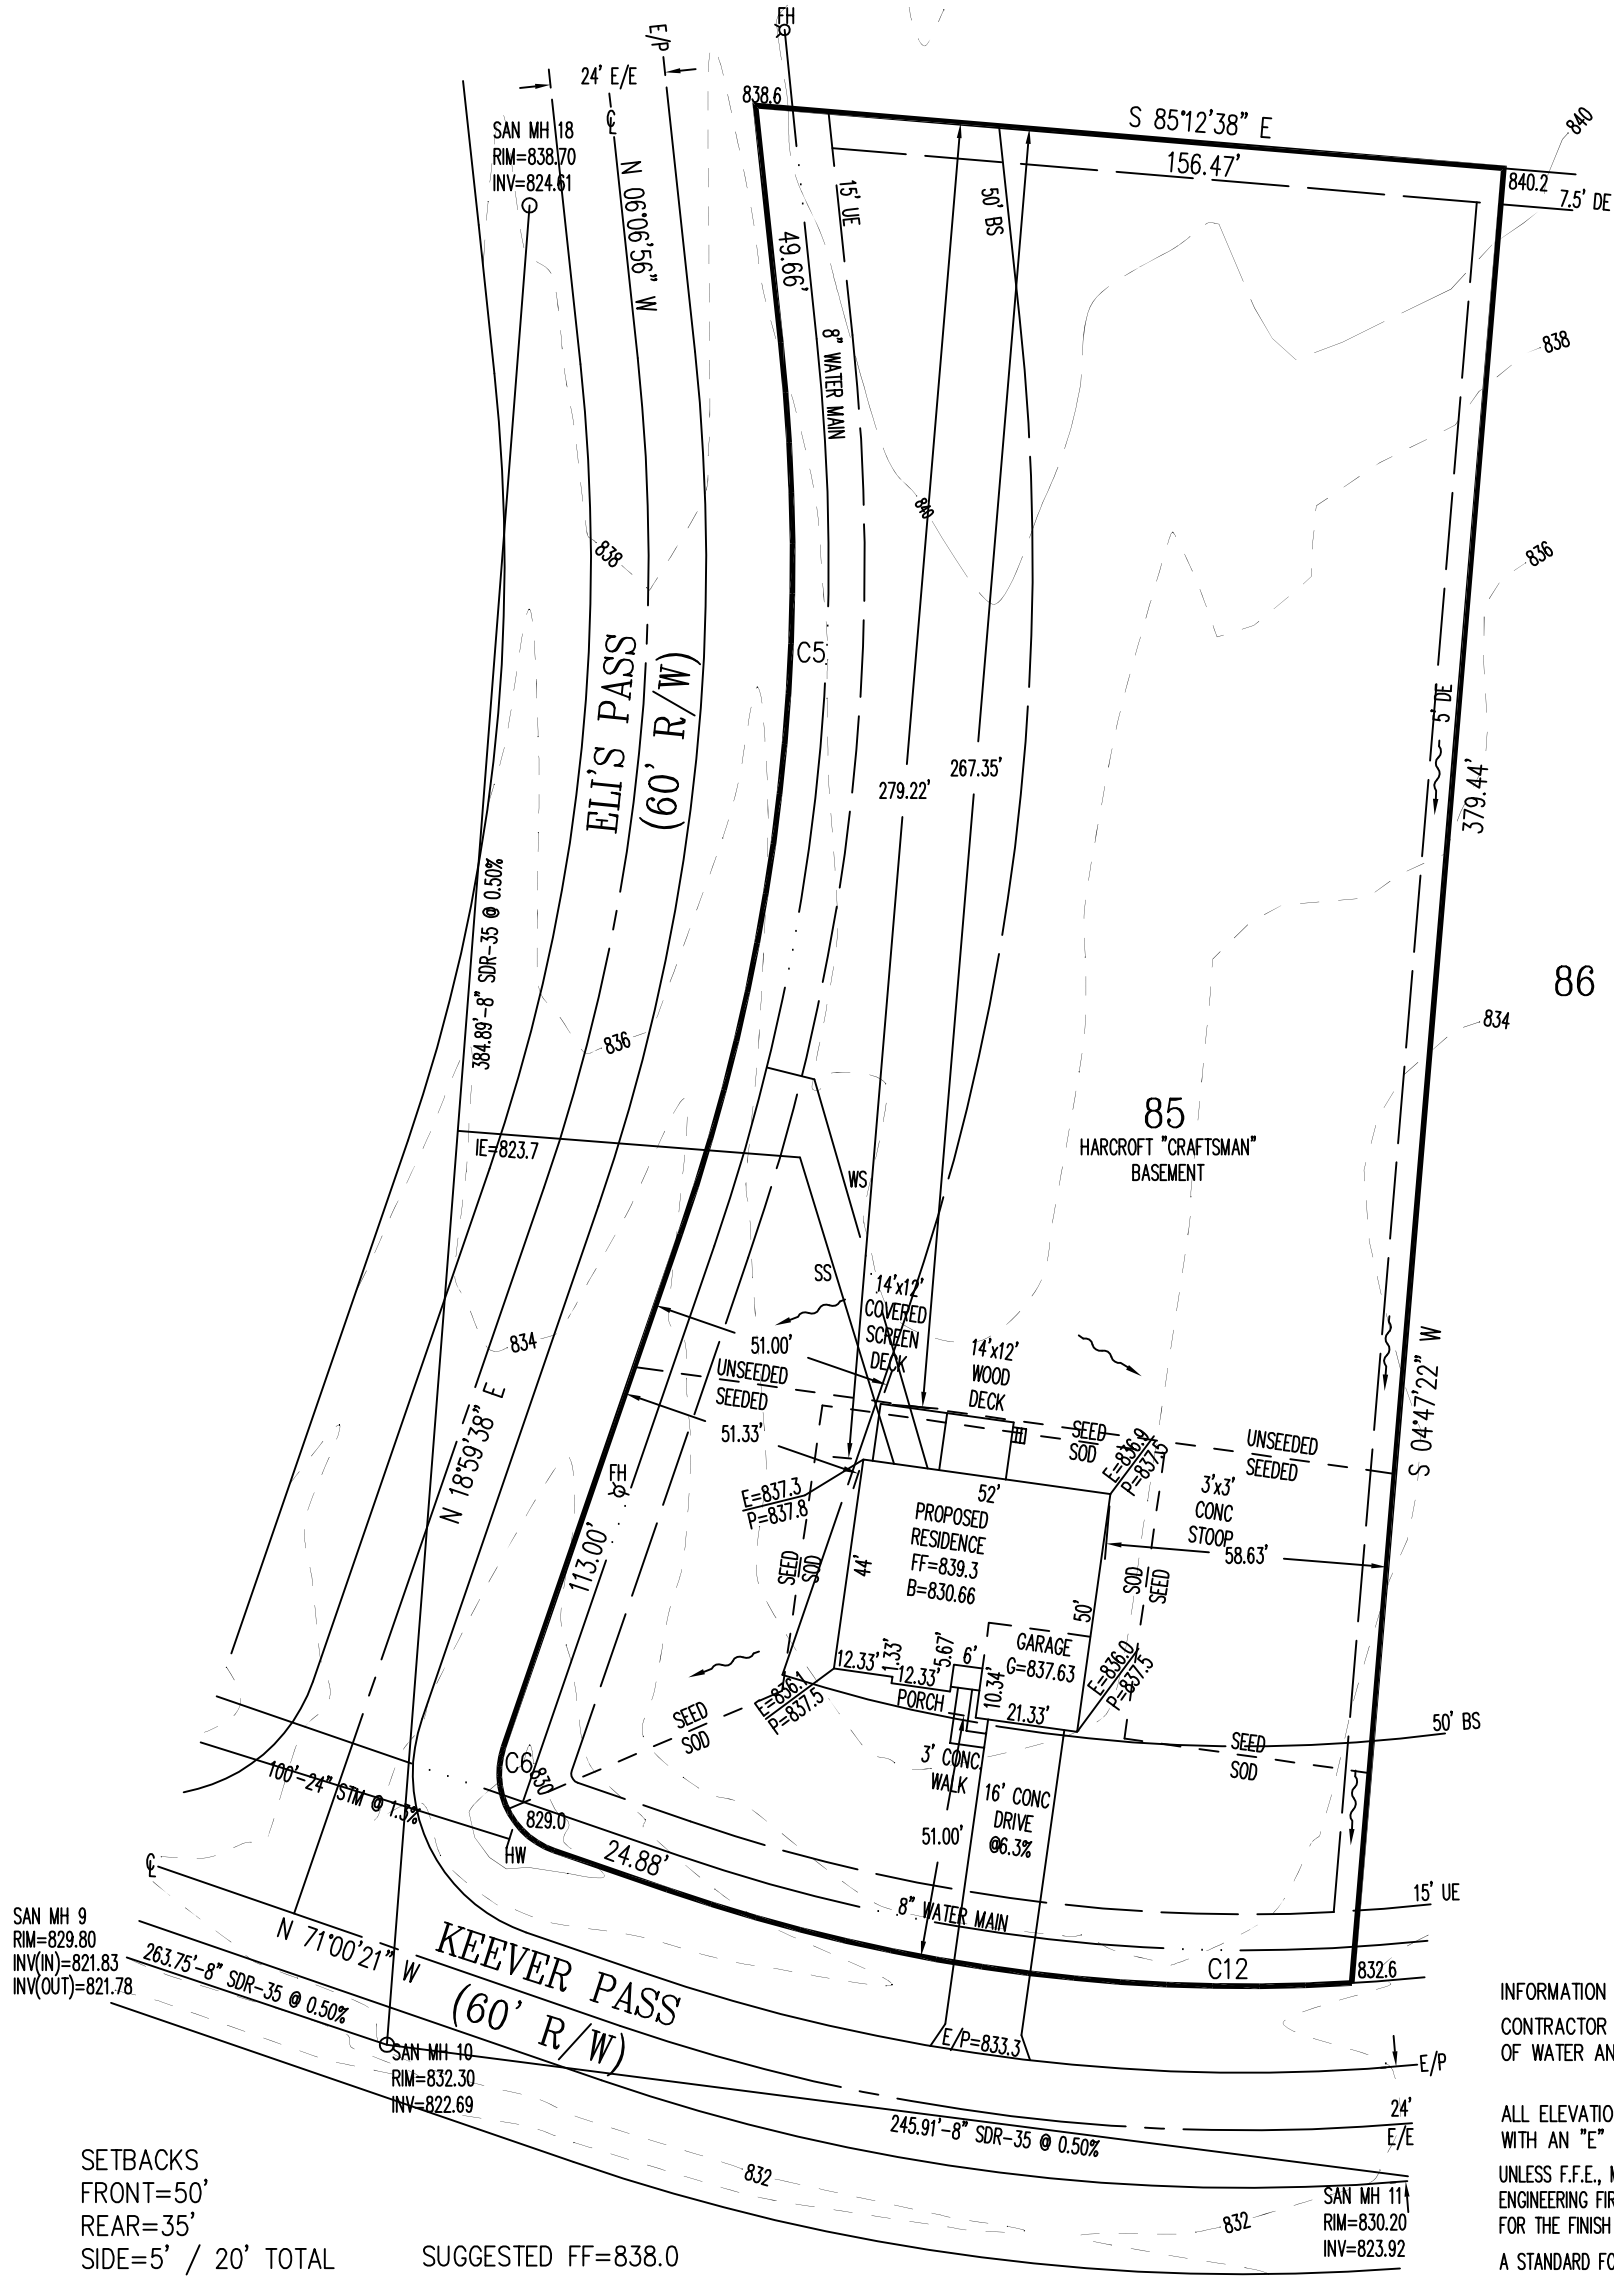 FH
E/P
24' E/E
838.6
S 85°12'38" E
840
℄
SAN MH 18
RIM=838.70
INV=824.61
156.47'
840.2
7.5' DE
N 06°06'56" W
15' UE
50' BS
49.66'
8" WATER MAIN
838
840
838
836
C5
ELI'S PASS
(60' R/W)
5' DE
279.22'
267.35'
379.44'
384.89'-8" SDR-35 @ 0.50%
86
836
834
85
HARCROFT "CRAFTSMAN"
BASEMENT
IE=823.7
WS
SS
14'x12'
COVERED
SCREEN
DECK
834
51.00'
14'x12'
WOOD
DECK
UNSEEDED
SEEDED
S 04°47'22" W
N 18°59'38" E
51.33'
SEED
SOD
E=836.9
P=837.5
UNSEEDED
SEEDED
FH
E=837.3
P=837.8
52'
3'x3'
CONC
STOOP
PROPOSED
RESIDENCE
FF=839.3
B=830.66
58.63'
113.00'
SEED
SOD
44'
SOD
SEED
50'
12.33'
1.33'
12.33'
5.67'
6'
GARAGE
G=837.63
10.34'
E=836.0
P=837.5
E=836.1
P=837.5
PORCH
21.33'
SEED
SOD
50' BS
SEED
SOD
3' CONC
WALK
C6
830
100'-24" STM @ 1.3%
16' CONC
DRIVE
@6.3%
829.0
51.00'
HW
24.88'
℄
15' UE
8" WATER MAIN
SAN MH 9
RIM=829.80
INV(IN)=821.83
INV(OUT)=821.78
N 71°00'21" W
KEEVER PASS
(60' R/W)
263.75'-8" SDR-35 @ 0.50%
C12
832.6
INFORMATION
CONTRACTOR
OF WATER AN
E/P=833.3
E/P
SAN MH 10
RIM=832.30
INV=822.69
24'
E/E
245.91'-8" SDR-35 @ 0.50%
ALL ELEVATIO
WITH AN "E"
832
UNLESS F.F.E.,
ENGINEERING FIR
FOR THE FINISH
SAN MH 11
RIM=830.20
INV=823.92
832
A STANDARD FO
SETBACKS
FRONT=50'
REAR=35'
SIDE=5' / 20' TOTAL
SUGGESTED FF=838.0